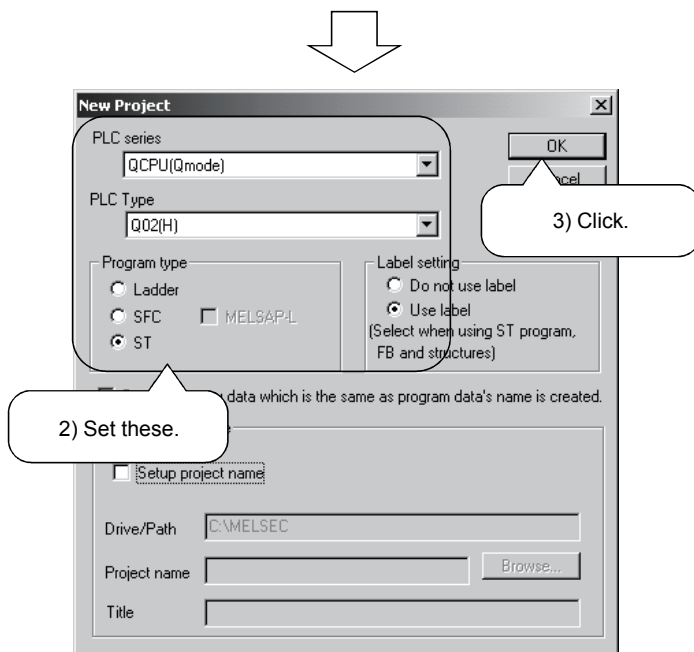 New Project
PLC series
OK
QCPU(Qmode)
PLC Type
3) Click.
Q02(H)
Program type
Label setting
Ladder
Do not use label
SFC
MELSAP-L
Use label
ST
(Select when using ST program,
FB and structures)
data which is the same as program data's name is created.
2) Set these.
Setup project name
Drive/Path
C:\MELSEC
Project name
Browse...
Title